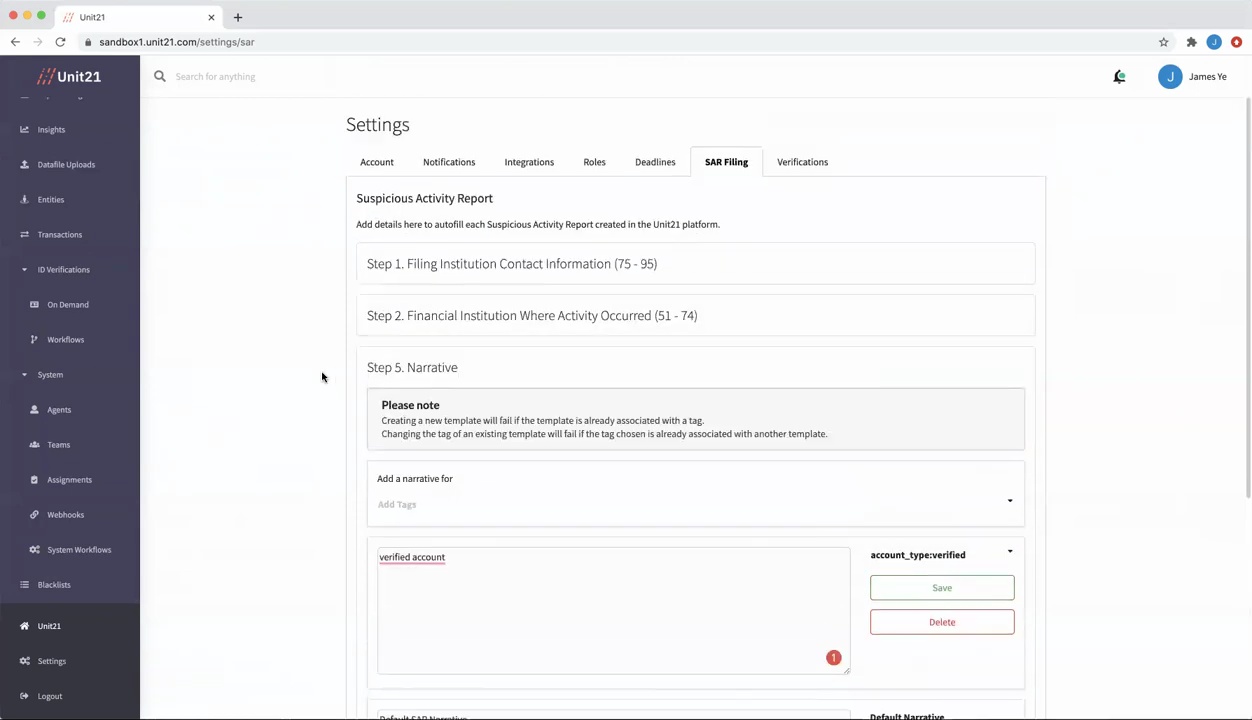 Unit21
sandbox1.unit21.com/settings/sar
J
Unit21
Search for anything
J
James Ye
Insights
Datafile Uploads
Entities
Transactions
ID Verifications
On Demand
Workflows
System
Agents
Teams
Assignments
Webhooks
System Workflows
Blacklists
Unit21
Settings
Logout
Settings
Account
Notifications
Integrations
Roles
Deadlines
SAR Filing
Verifications
Suspicious Activity Report
Add details here to autofill each Suspicious Activity Report created in the Unit21 platform.
Step 1. Filing Institution Contact Information (75 - 95)
Step 2. Financial Institution Where Activity Occurred (51 - 74)
Step 5. Narrative
Please note
Creating a new template will fail if the template is already associated with a tag.
Changing the tag of an existing template will fail if the tag chosen is already associated with another template.
Add a narrative for
Add Tags
verified account
1
account_type:verified
Save
Delete
Default SAR Narrative
Default Narrative